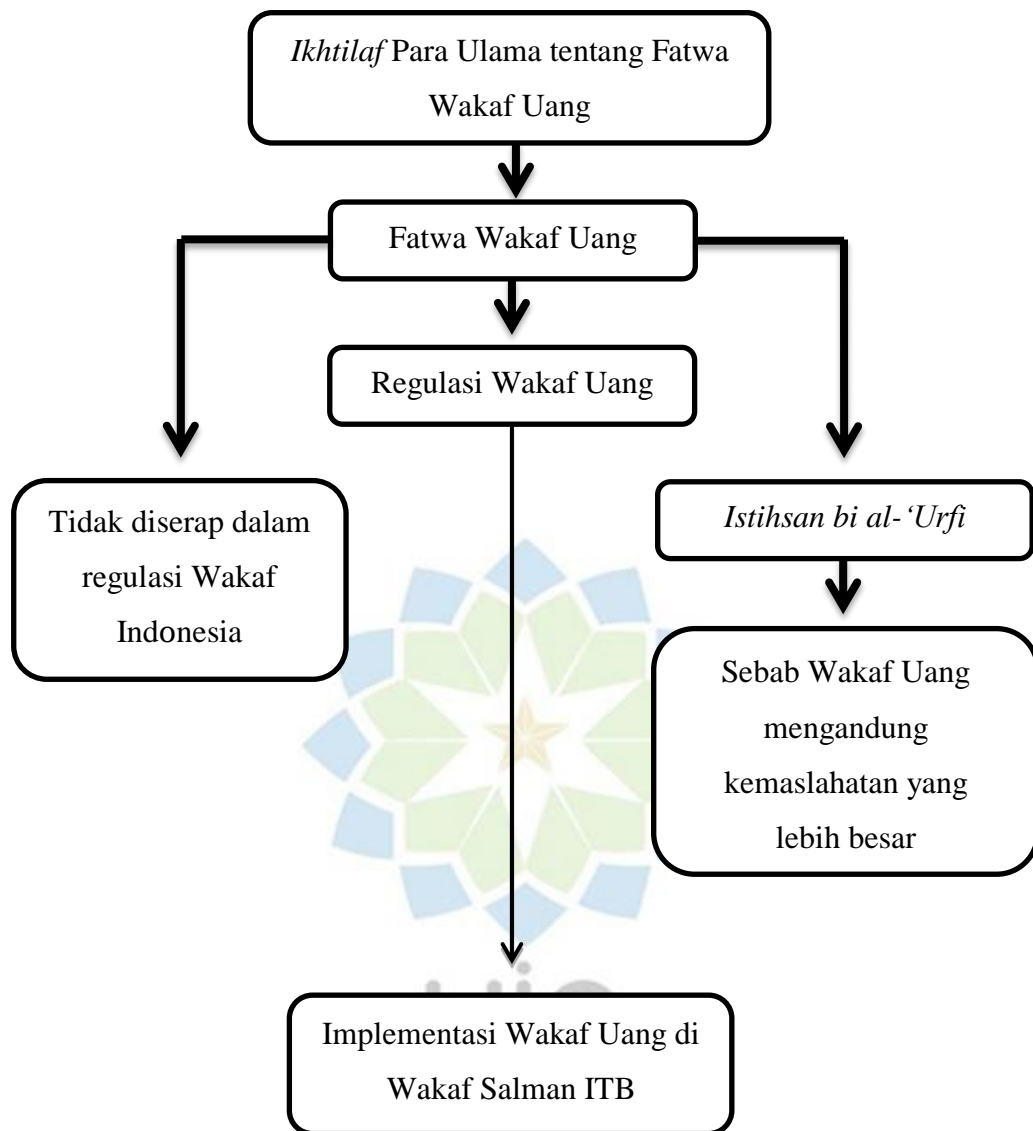 Ikhtilaf Para Ulama tentang Fatwa
Wakaf Uang
Fatwa Wakaf Uang
Regulasi Wakaf Uang
Tidak diserap dalam
regulasi Wakaf
Indonesia
Istihsan bi al-‘Urfi
Sebab Wakaf Uang
mengandung
kemaslahatan yang
lebih besar
Implementasi Wakaf Uang di
Wakaf Salman ITB